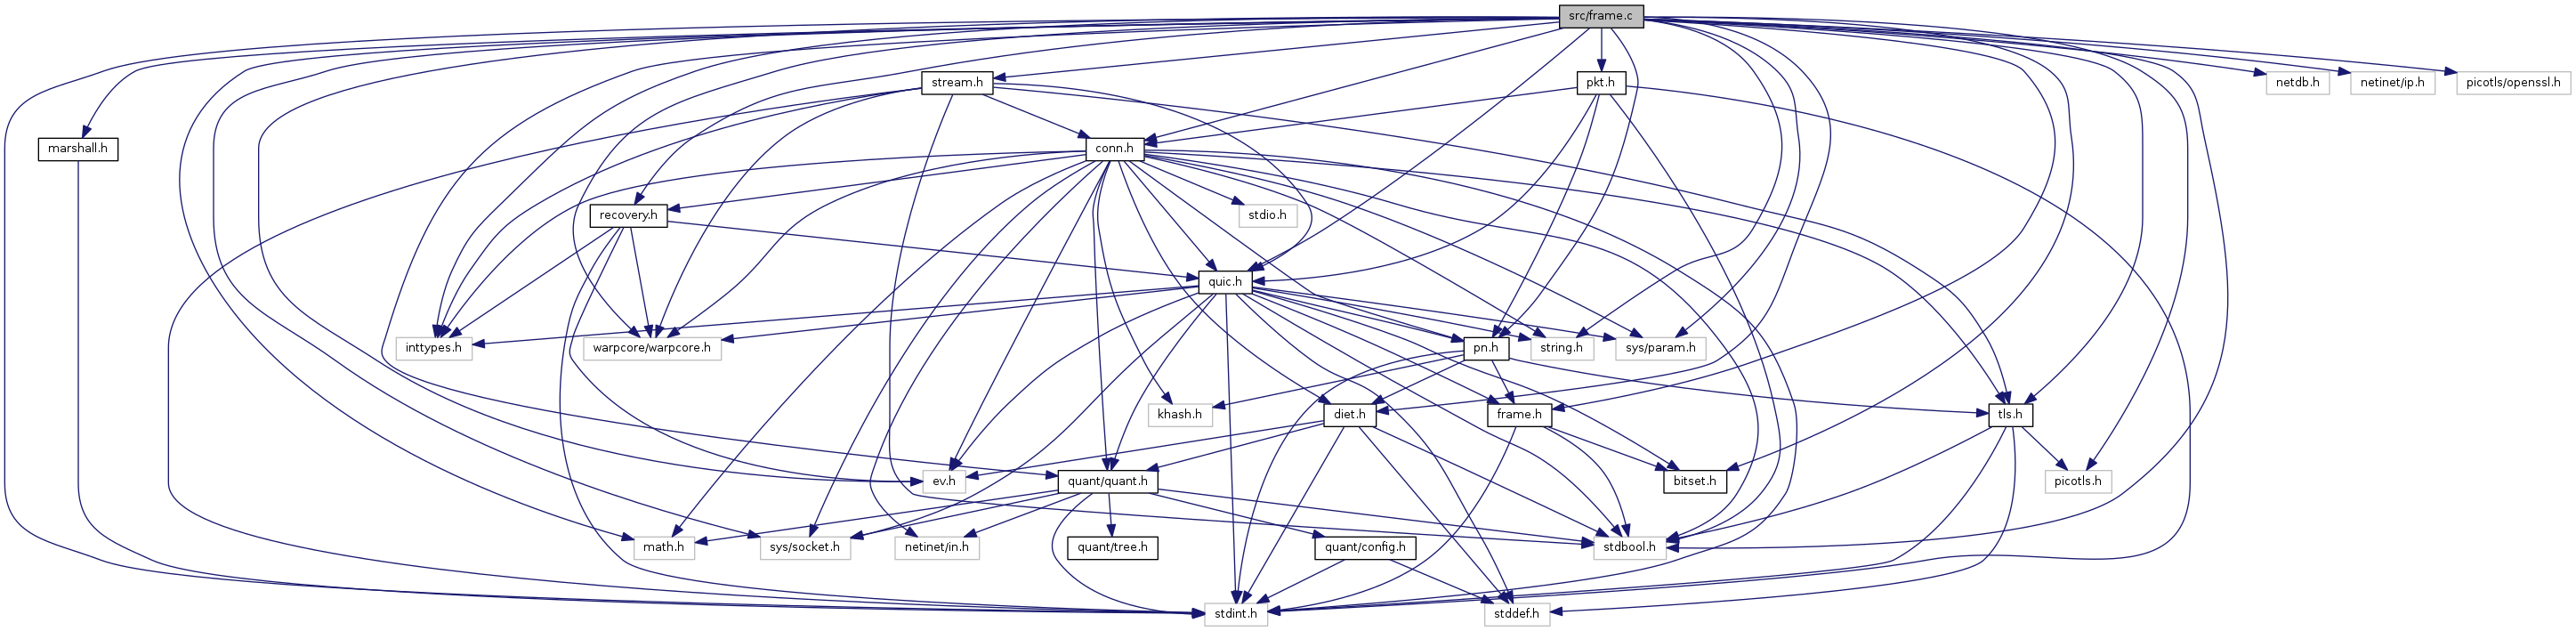 src/frame.c
stream.h
pkt.h
netdb.h
netinet/ip.h
picotls/openssl.h
marshall.h
conn.h
recovery.h
stdio.h
quic.h
inttypes.h
warpcore/warpcore.h
pn.h
string.h
sys/param.h
khash.h
diet.h
frame.h
tls.h
ev.h
quant/quant.h
bitset.h
picotls.h
math.h
sys/socket.h
netinet/in.h
quant/tree.h
quant/config.h
stdbool.h
stdint.h
stddef.h